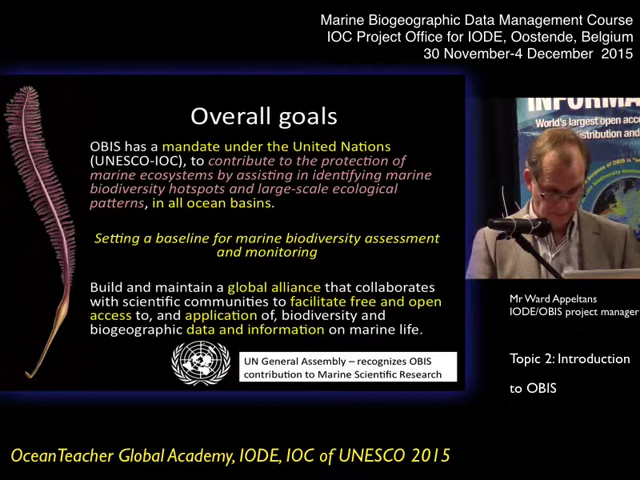 Marine Biogeographic Data Management Course
IOC Project Office for IODE, Oostende, Belgium
30 November-4 December 2015
Overall goals
OBIS has a mandate under the United Nations
(UNESCO-IOC), to contribute to the protection of
marine ecosystems by assisting in identifying marine
biodiversity hotspots and large-scale ecological
patterns, in all ocean basins.
Setting a baseline for marine biodiversity assessment
and monitoring
Build and maintain a global alliance that collaborates
with scientific communities to facilitate free and open
access to, and application of, biodiversity and
biogeographic data and information on marine life.
UN General Assembly – recognizes OBIS
contribution to Marine Scientific Research
World's largest open acce
Mr Ward Appeltans
IODE/OBIS project manager
Topic 2: Introduction
to OBIS
OceanTeacher Global Academy, IODE, IOC of UNESCO 2015